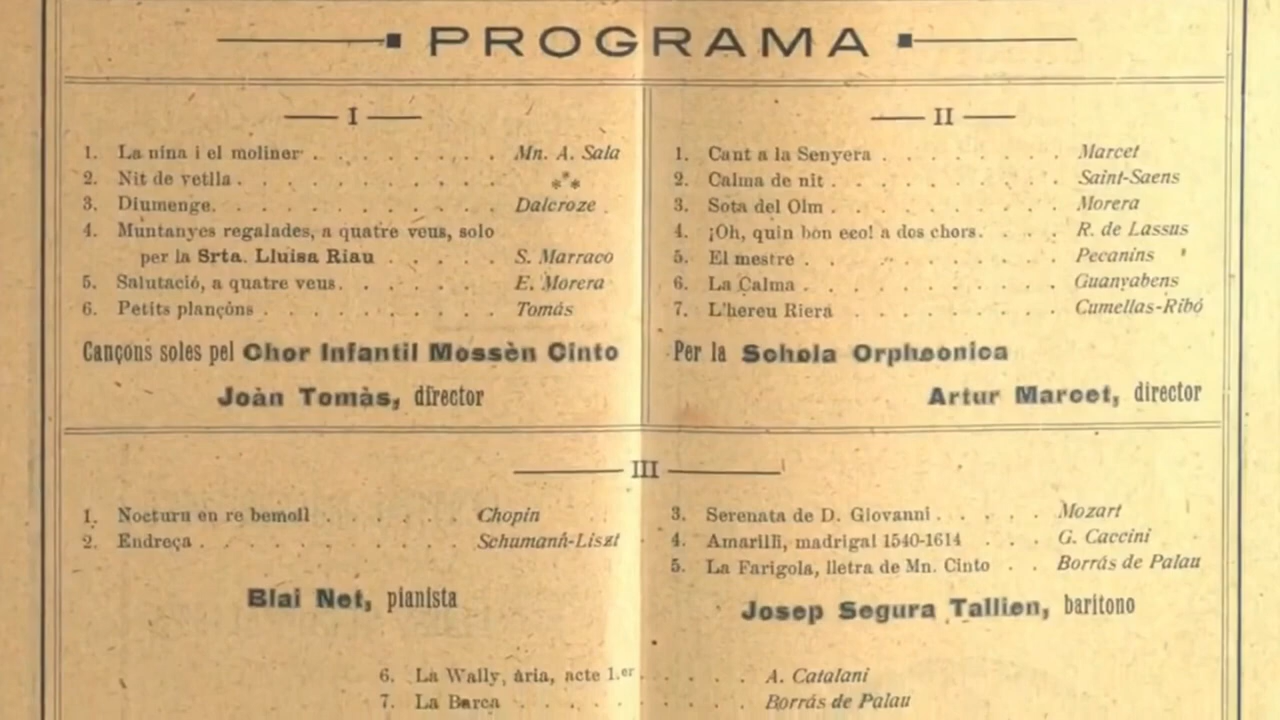 PROGRAMA
I
1. La nina i el moliner . . . . . . . . Mn. A. Sala
2. Nit de vetlla . . . . . . . . . . ***
3. Diumenge. . . . . . . . . . . . Dalcroze
4. Muntanyes regalades, a quatre veus, solo
per la Srta. Lluisa Riau . . . . . S. Marraco
5. Salutació, a quatre veus. . . . . . . E. Morera
6. Petits plançóns . . . . . . . . . Tomás
Cançons soles pel Chor Infantil Mossèn Cinto
Joàn Tomàs, director
II
1. Cant a la Senyera . . . . . . . . Marcet
2. Calma de nit . . . . . . . . . . Saint-Saens
3. Sota del Olm . . . . . . . . . . Morera
4. ¡Oh, quin bon eco! a dos chors. . . . R. de Lassus
5. El mestre . . . . . . . . . . . Pecanins
6. La Calma . . . . . . . . . . . Guanyabens
7. L'hereu Riera . . . . . . . . . Cumellas-Ribó
Per la Schola Orpheonica
Artur Marcet, director
III
1. Nocturn en re bemoll . . . . . . Chopin
2. Endreça . . . . . . . . . . . Schumann-Liszt
Blai Net, pianista
3. Serenata de D. Giovanni . . . . . Mozart
4. Amarilli, madrigal 1540-1614 . . . G. Caccini
5. La Farigola, lletra de Mn. Cinto . . Borrás de Palau
Josep Segura Tallien, baritono
6. La Wally, ària, acte 1.er . . . . . A. Catalani
7. La Barca . . . . . . . . . . Borrás de Palau